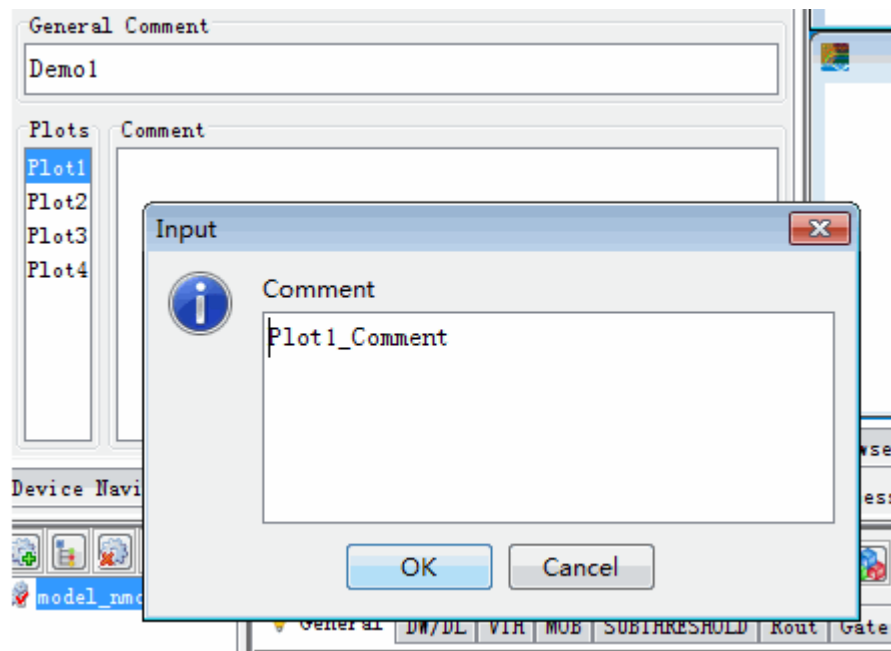 General Comment
Demo1
Plots
Comment
Plot1
Plot2
Plot3
Plot4
Input
Comment
Plot1_Comment
OK
Cancel
Device Navi
model_nmo
General DW/DL VTH MOB SUBTHRESHOLD Rout Gate